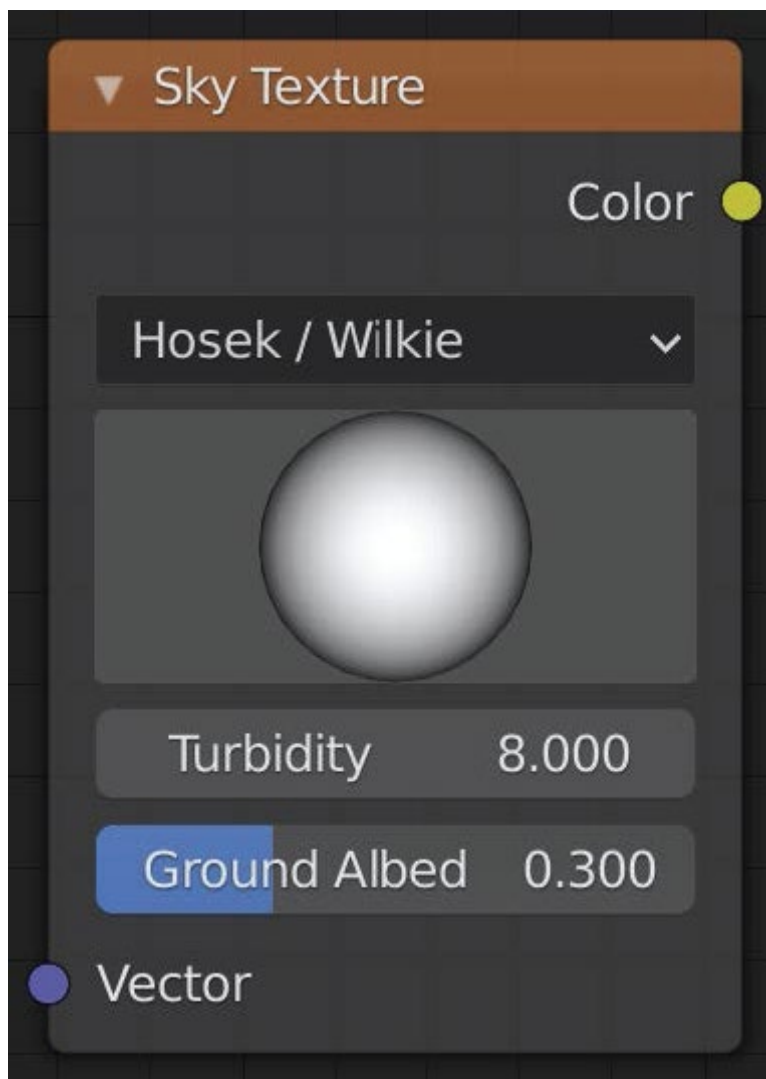 Sky Texture
Color
Hosek / Wilkie
Turbidity 8.000
Ground Albed 0.300
Vector